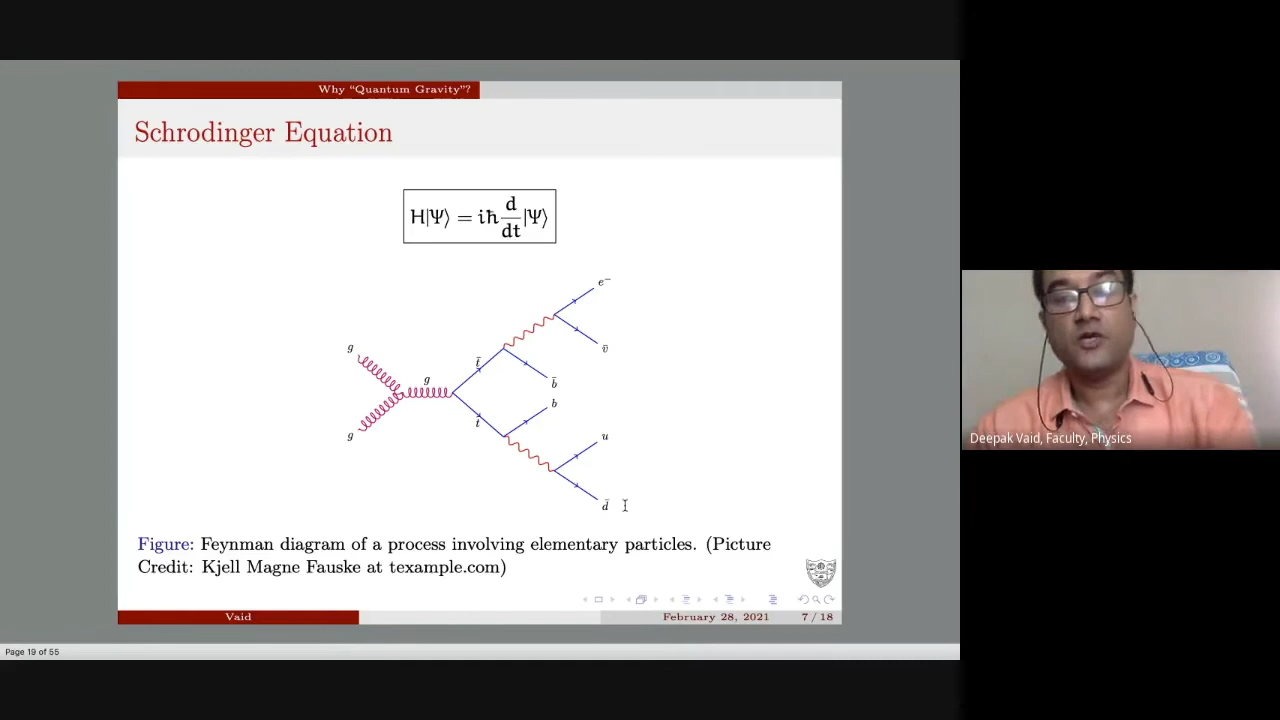 Why “Quantum Gravity”?
Schrodinger Equation
H|Ψ⟩ = iħ d/dt |Ψ⟩
e⁻
g
t̄
ν̄
g
b̄
b
t
g
u
d̄
Figure: Feynman diagram of a process involving elementary particles. (Picture
Credit: Kjell Magne Fauske at texample.com)
Vaid
February 28, 2021
7 / 18
Page 19 of 55
Deepak Vaid, Faculty, Physics